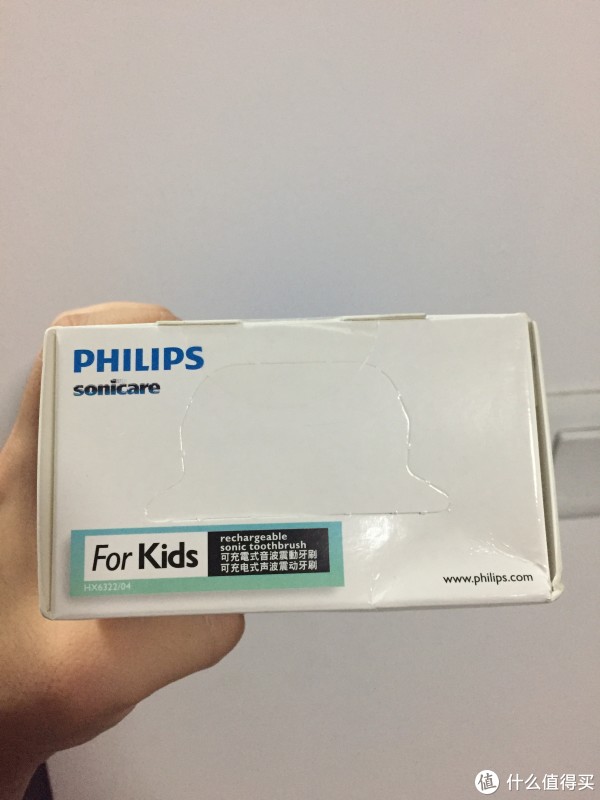 PHILIPS
sonicare
For Kids
rechargeable
sonic toothbrush
可充電式音波震動牙刷
可充电式声波震动牙刷
HX6322/04
www.philips.com
值 什么值得买